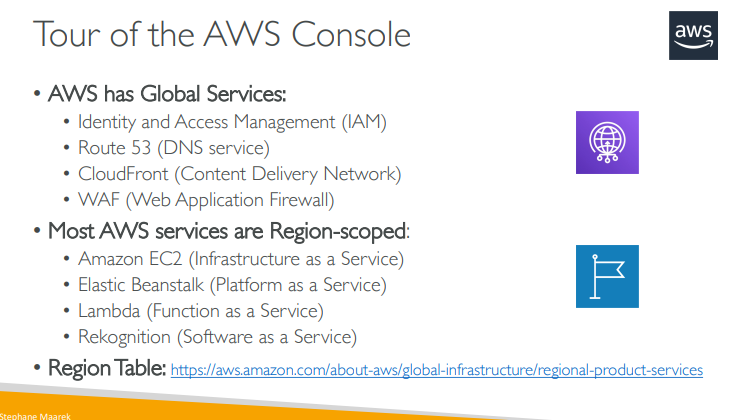 Tour of the AWS Console
aws
• AWS has Global Services:
• Identity and Access Management (IAM)
• Route 53 (DNS service)
• CloudFront (Content Delivery Network)
• WAF (Web Application Firewall)
• Most AWS services are Region-scoped:
• Amazon EC2 (Infrastructure as a Service)
• Elastic Beanstalk (Platform as a Service)
• Lambda (Function as a Service)
• Rekognition (Software as a Service)
• Region Table: https://aws.amazon.com/about-aws/global-infrastructure/regional-product-services
Stephane Maarek